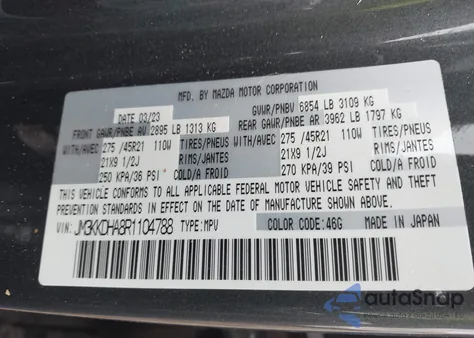 MFD. BY MAZDA MOTOR CORPORATION
DATE 03/23
GVWR/PNBV 6854 LB 3109 KG
FRONT GAWR/PNBE AV 2895 LB 1313 KG
REAR GAWR/PNBE AR 3962 LB 1797 KG
WITH/AVEC 275 /45R21 110W TIRES/PNEUS
21X9 1/2J RIMS/JANTES
250 KPA/36 PSI COLD/A FROID
WITH/AVEC 275 /45R21 110W TIRES/PNEUS
21X9 1/2J RIMS/JANTES
270 KPA/39 PSI COLD/A FROID
THIS VEHICLE CONFORMS TO ALL APPLICABLE FEDERAL MOTOR VEHICLE SAFETY AND THEFT
PREVENTION STANDARDS IN EFFECT ON THE DATE OF MANUFACTURE SHOWN ABOVE.
VIN: JM3KKDHA8R1104788 TYPE: MPV
COLOR CODE: 46G
MADE IN JAPAN
autoSnap